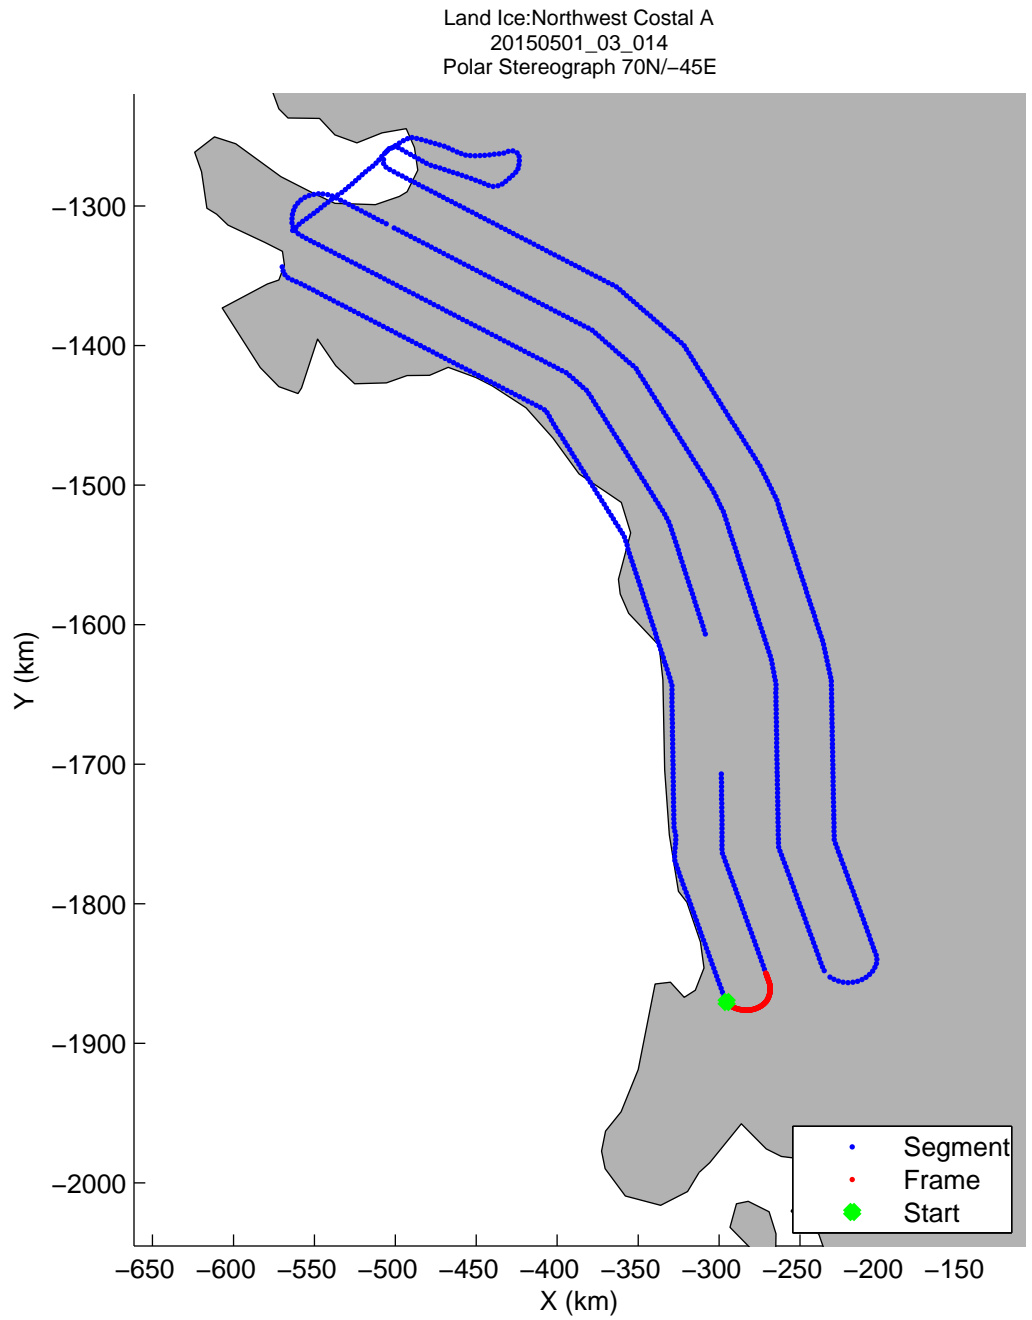 Land Ice:Northwest Costal A
20150501_03_014
Polar Stereograph 70N/−45E
−1300
−1400
−1500
−1600
−1700
−1800
−1900
−2000
Y (km)
Segment
Frame
Start
−650 −600 −550 −500 −450 −400 −350 −300 −250 −200 −150
X (km)